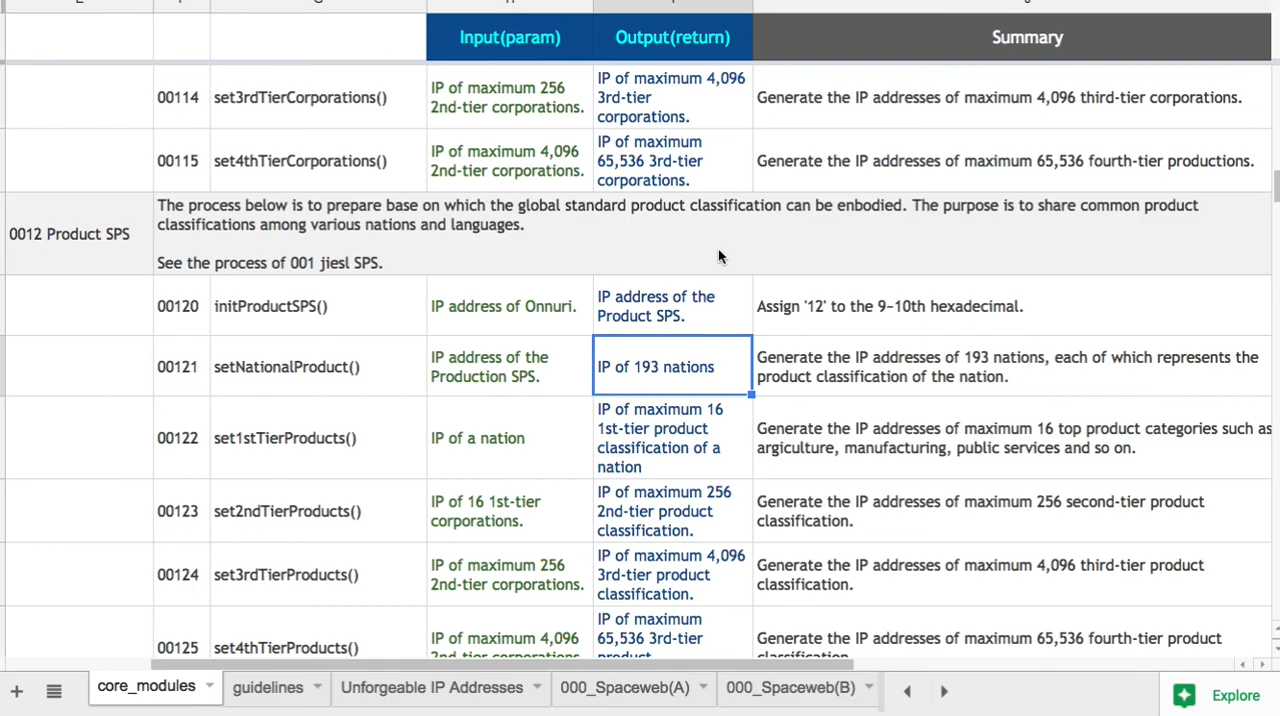 Input(param)
Output(return)
Summary
00114
set3rdTierCorporations()
IP of maximum 256
2nd-tier corporations.
IP of maximum 4,096
3rd-tier
corporations.
Generate the IP addresses of maximum 4,096 third-tier corporations.
00115
set4thTierCorporations()
IP of maximum 4,096
2nd-tier corporations.
IP of maximum
65,536 3rd-tier
corporations.
Generate the IP addresses of maximum 65,536 fourth-tier productions.
0012 Product SPS
The process below is to prepare base on which the global standard product classification can be enbodied. The purpose is to share common product
classifications among various nations and languages.
See the process of 001 jiesl SPS.
00120
initProductSPS()
IP address of Onnuri.
IP address of the
Product SPS.
Assign '12' to the 9~10th hexadecimal.
00121
setNationalProduct()
IP address of the
Production SPS.
IP of 193 nations
Generate the IP addresses of 193 nations, each of which represents the
product classification of the nation.
00122
set1stTierProducts()
IP of a nation
IP of maximum 16
1st-tier product
classification of a
nation
Generate the IP addresses of maximum 16 top product categories such as
argiculture, manufacturing, public services and so on.
00123
set2ndTierProducts()
IP of 16 1st-tier
corporations.
IP of maximum 256
2nd-tier product
classification.
Generate the IP addresses of maximum 256 second-tier product
classification.
00124
set3rdTierProducts()
IP of maximum 256
2nd-tier corporations.
IP of maximum 4,096
3rd-tier product
classification.
Generate the IP addresses of maximum 4,096 third-tier product
classification.
00125
set4thTierProducts()
IP of maximum 4,096
2nd-tier corporations
IP of maximum
65,536 3rd-tier
product
Generate the IP addresses of maximum 65,536 fourth-tier product
classification
core_modules
guidelines
Unforgeable IP Addresses
000_Spaceweb(A)
000_Spaceweb(B)
Explore